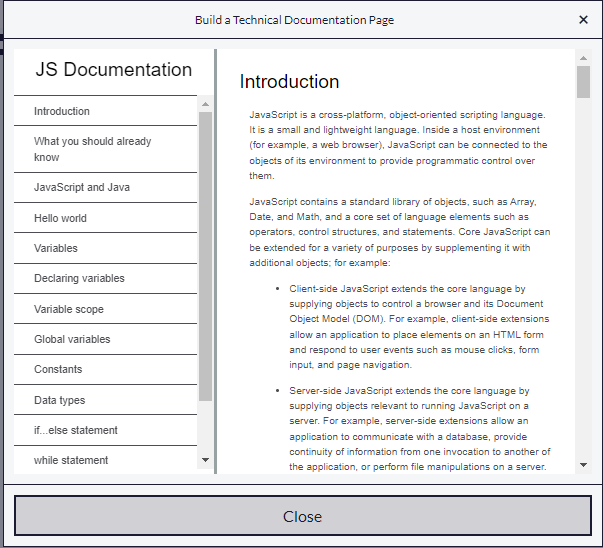 Build a Technical Documentation Page
×
JS Documentation
Introduction
What you should already
know
JavaScript and Java
Hello world
Variables
Declaring variables
Variable scope
Global variables
Constants
Data types
if...else statement
while statement
Introduction
JavaScript is a cross-platform, object-oriented scripting language.
It is a small and lightweight language. Inside a host environment
(for example, a web browser), JavaScript can be connected to the
objects of its environment to provide programmatic control over
them.
JavaScript contains a standard library of objects, such as Array,
Date, and Math, and a core set of language elements such as
operators, control structures, and statements. Core JavaScript can
be extended for a variety of purposes by supplementing it with
additional objects; for example:
• Client-side JavaScript extends the core language by
supplying objects to control a browser and its Document
Object Model (DOM). For example, client-side extensions
allow an application to place elements on an HTML form
and respond to user events such as mouse clicks, form
input, and page navigation.
• Server-side JavaScript extends the core language by
supplying objects relevant to running JavaScript on a
server. For example, server-side extensions allow an
application to communicate with a database, provide
continuity of information from one invocation to another of
the application, or perform file manipulations on a server.
Close